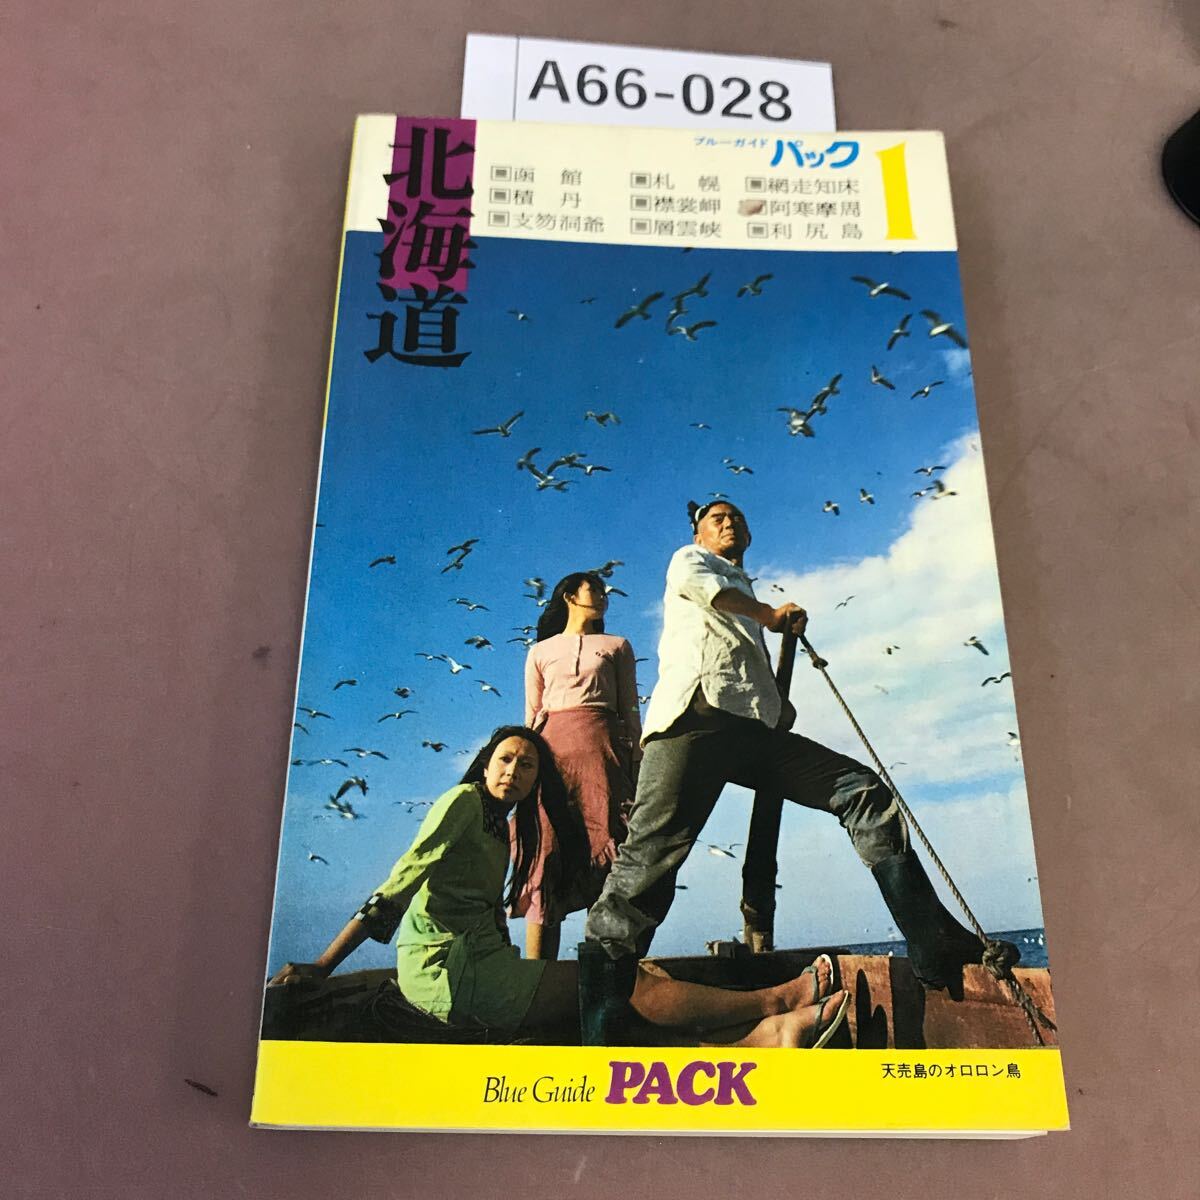 A66-028
北海道
ブルーガイド パック 1
函館 札幌 網走知床
積丹 襟裳岬 阿寒摩周
支笏洞爺 層雲峡 利尻島
Blue Guide PACK
天売島のオロロン鳥